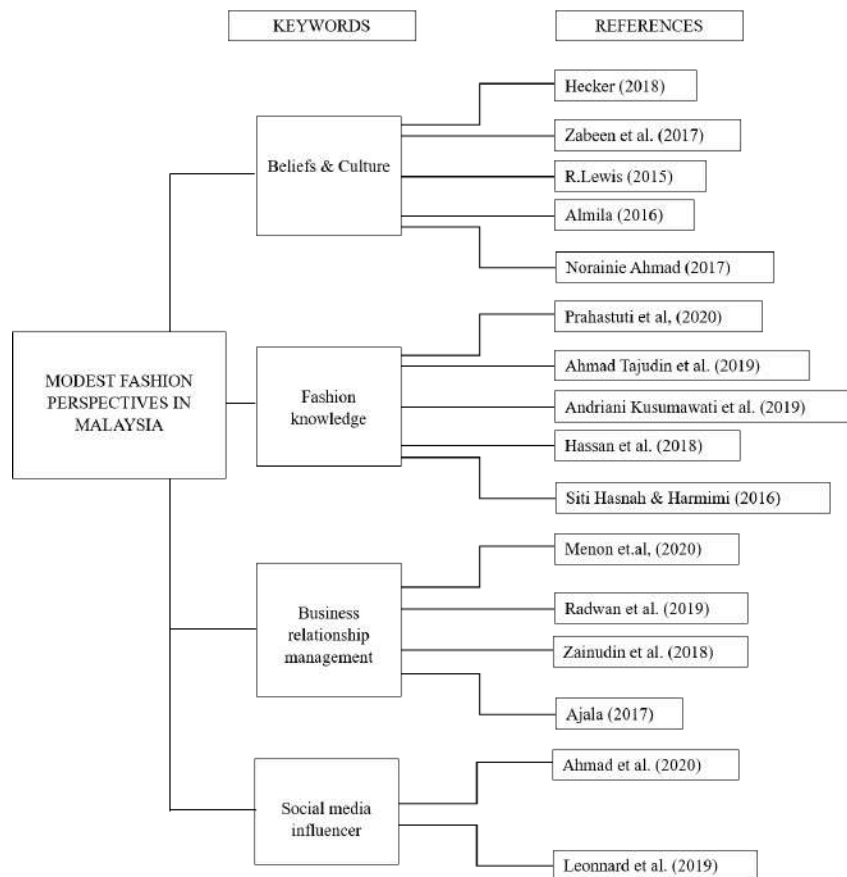 KEYWORDS
REFERENCES
MODEST FASHION
PERSPECTIVES IN
MALAYSIA
Beliefs & Culture
Hecker (2018)
Zabeen et al. (2017)
R.Lewis (2015)
Almila (2016)
Norainie Ahmad (2017)
Fashion
knowledge
Prahastuti et al, (2020)
Ahmad Tajudin et al. (2019)
Andriani Kusumawati et al. (2019)
Hassan et al. (2018)
Siti Hasnah & Harmimi (2016)
Business
relationship
management
Menon et.al, (2020)
Radwan et al. (2019)
Zainudin et al. (2018)
Ajala (2017)
Social media
influencer
Ahmad et al. (2020)
Leonnard et al. (2019)